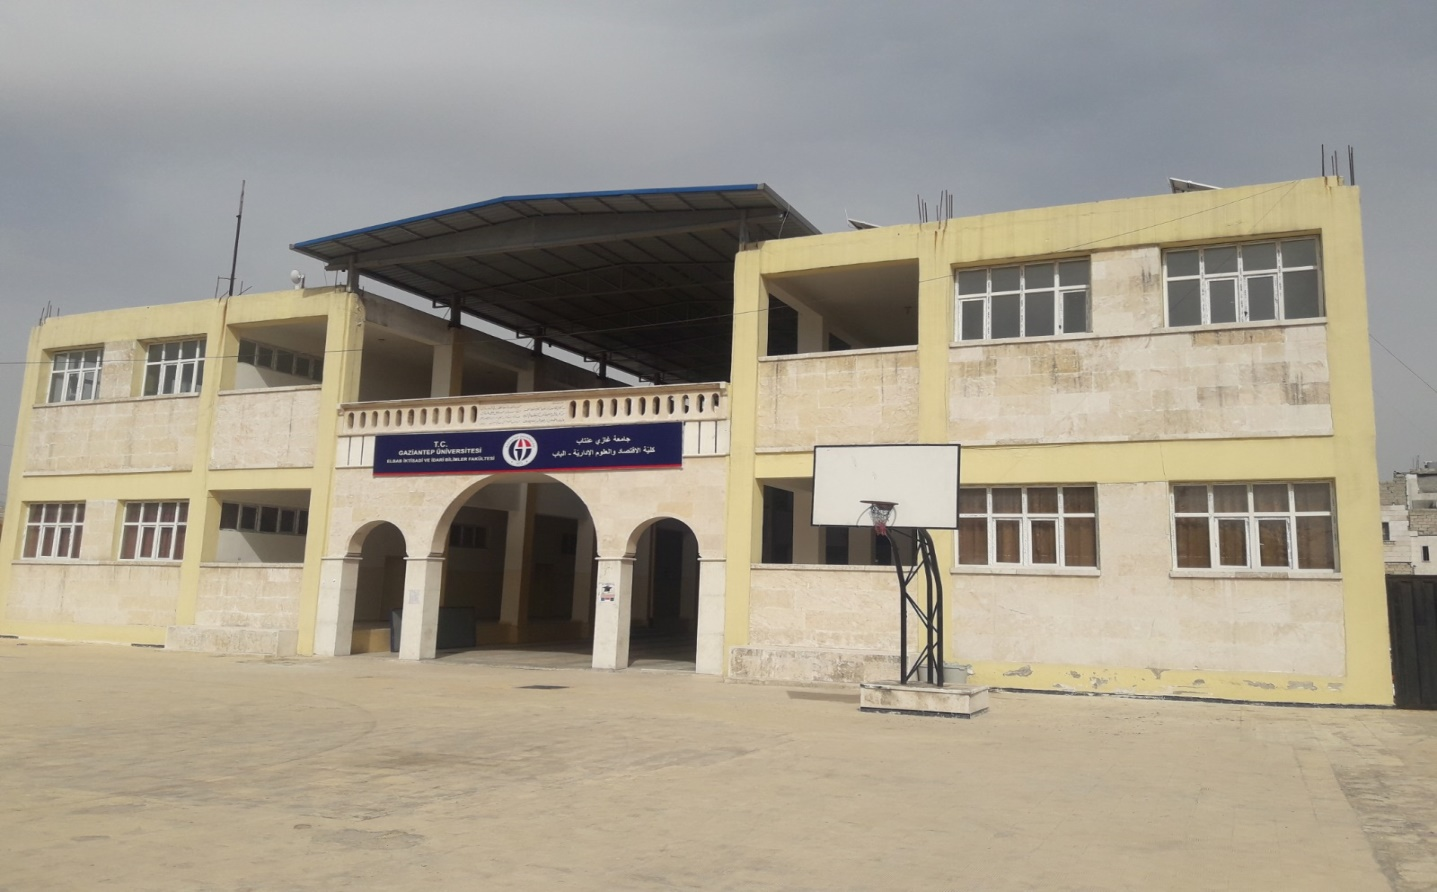 T.C.
GAZİANTEP ÜNİVERSİTESİ
ELBAB İKTİSADİ VE İDARİ BİLİMLER FAKÜLTESİ
جامعة غازي عنتاب
كلية الاقتصاد والعلوم الإدارية - الباب